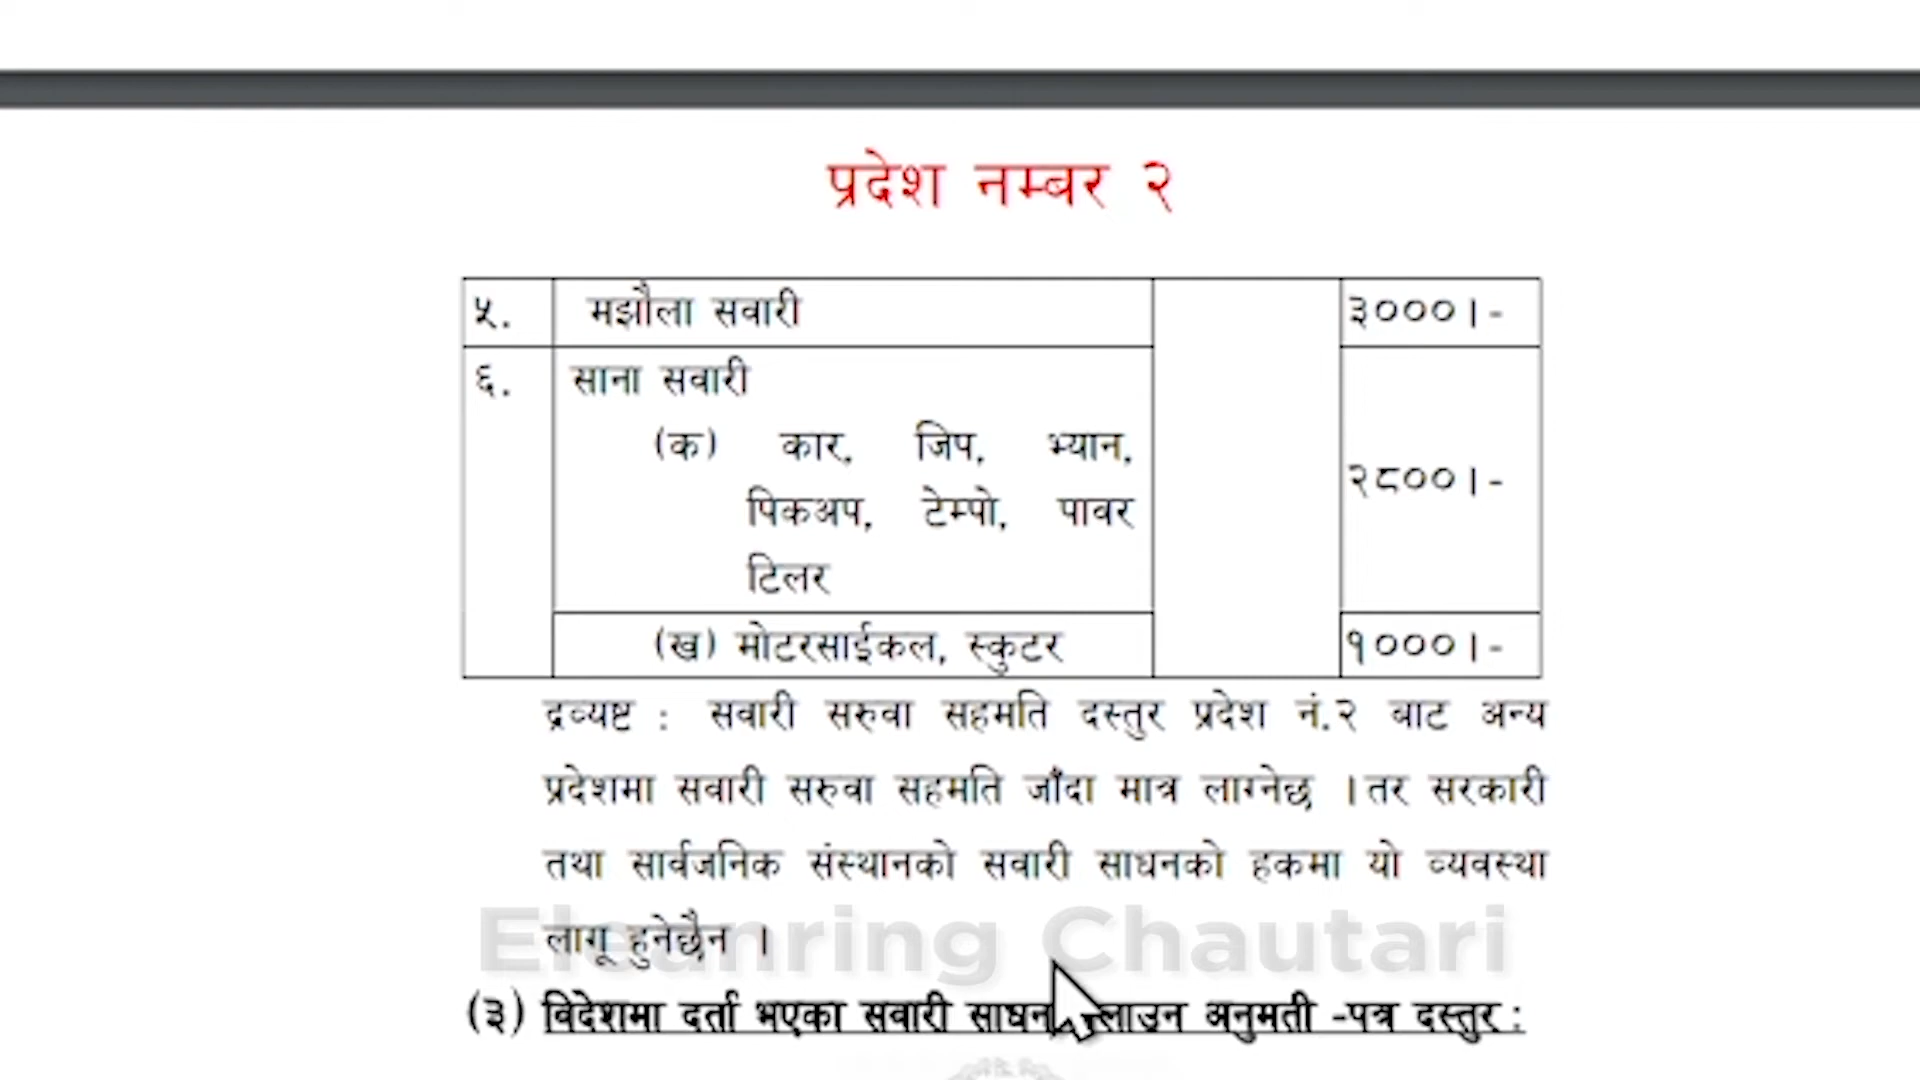 प्रदेश नम्बर २
५. मझौला सवारी ३०००।-
६. साना सवारी
(क) कार, जिप, भ्यान,
पिकअप, टेम्पो, पावर
टिलर
२८००।-
(ख) मोटरसाईकल, स्कुटर १०००।-
द्रव्यष्ट : सवारी सरुवा सहमति दस्तुर प्रदेश नं.२ बाट अन्य
प्रदेशमा सवारी सरुवा सहमति जाँदा मात्र लाग्नेछ ।तर सरकारी
तथा सार्वजनिक संस्थानको सवारी साधनको हकमा यो व्यवस्था
लागू हुनेछैन ।
Eleanring Chautari
(३) विदेशमा दर्ता भएका सवारी साधन अनुमती -पत्र दस्तुर :